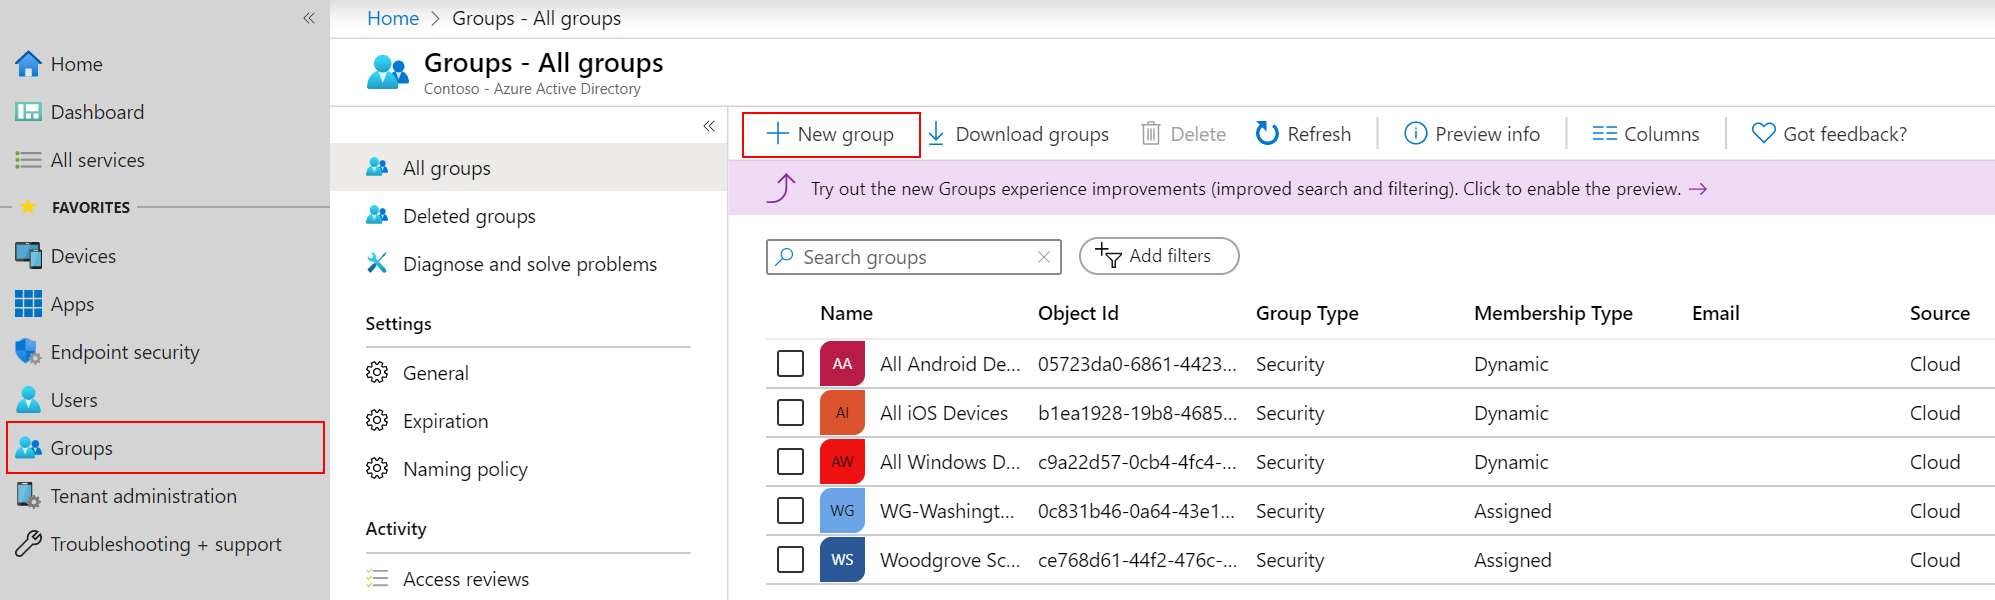 Home
Dashboard
All services
FAVORITES
Devices
Apps
Endpoint security
Users
Groups
Tenant administration
Troubleshooting + support
Home > Groups - All groups
Groups - All groups
Contoso - Azure Active Directory
All groups
Deleted groups
Diagnose and solve problems
Settings
General
Expiration
Naming policy
Activity
Access reviews
New group Download groups Delete Refresh Preview info Columns Got feedback?
Try out the new Groups experience improvements (improved search and filtering). Click to enable the preview. →
Search groups Add filters
Name Object Id Group Type Membership Type Email Source
AA All Android De... 05723da0-6861-4423... Security Dynamic Cloud
AI All iOS Devices b1ea1928-19b8-4685... Security Dynamic Cloud
AW All Windows D... c9a22d57-0cb4-4fc4-... Security Dynamic Cloud
WG WG-Washingt... 0c831b46-0a64-43e1... Security Assigned Cloud
WS Woodgrove Sc... ce768d61-44f2-476c-... Security Assigned Cloud